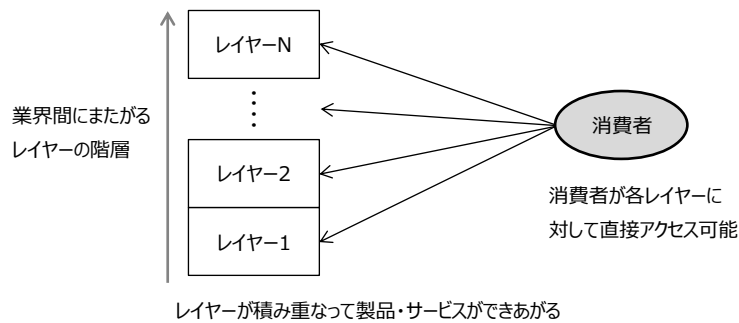 レイヤーN
業界間にまたがる
レイヤーの階層
消費者
レイヤー2
消費者が各レイヤーに
対して直接アクセス可能
レイヤー1
レイヤーが積み重なって製品・サービスができあがる